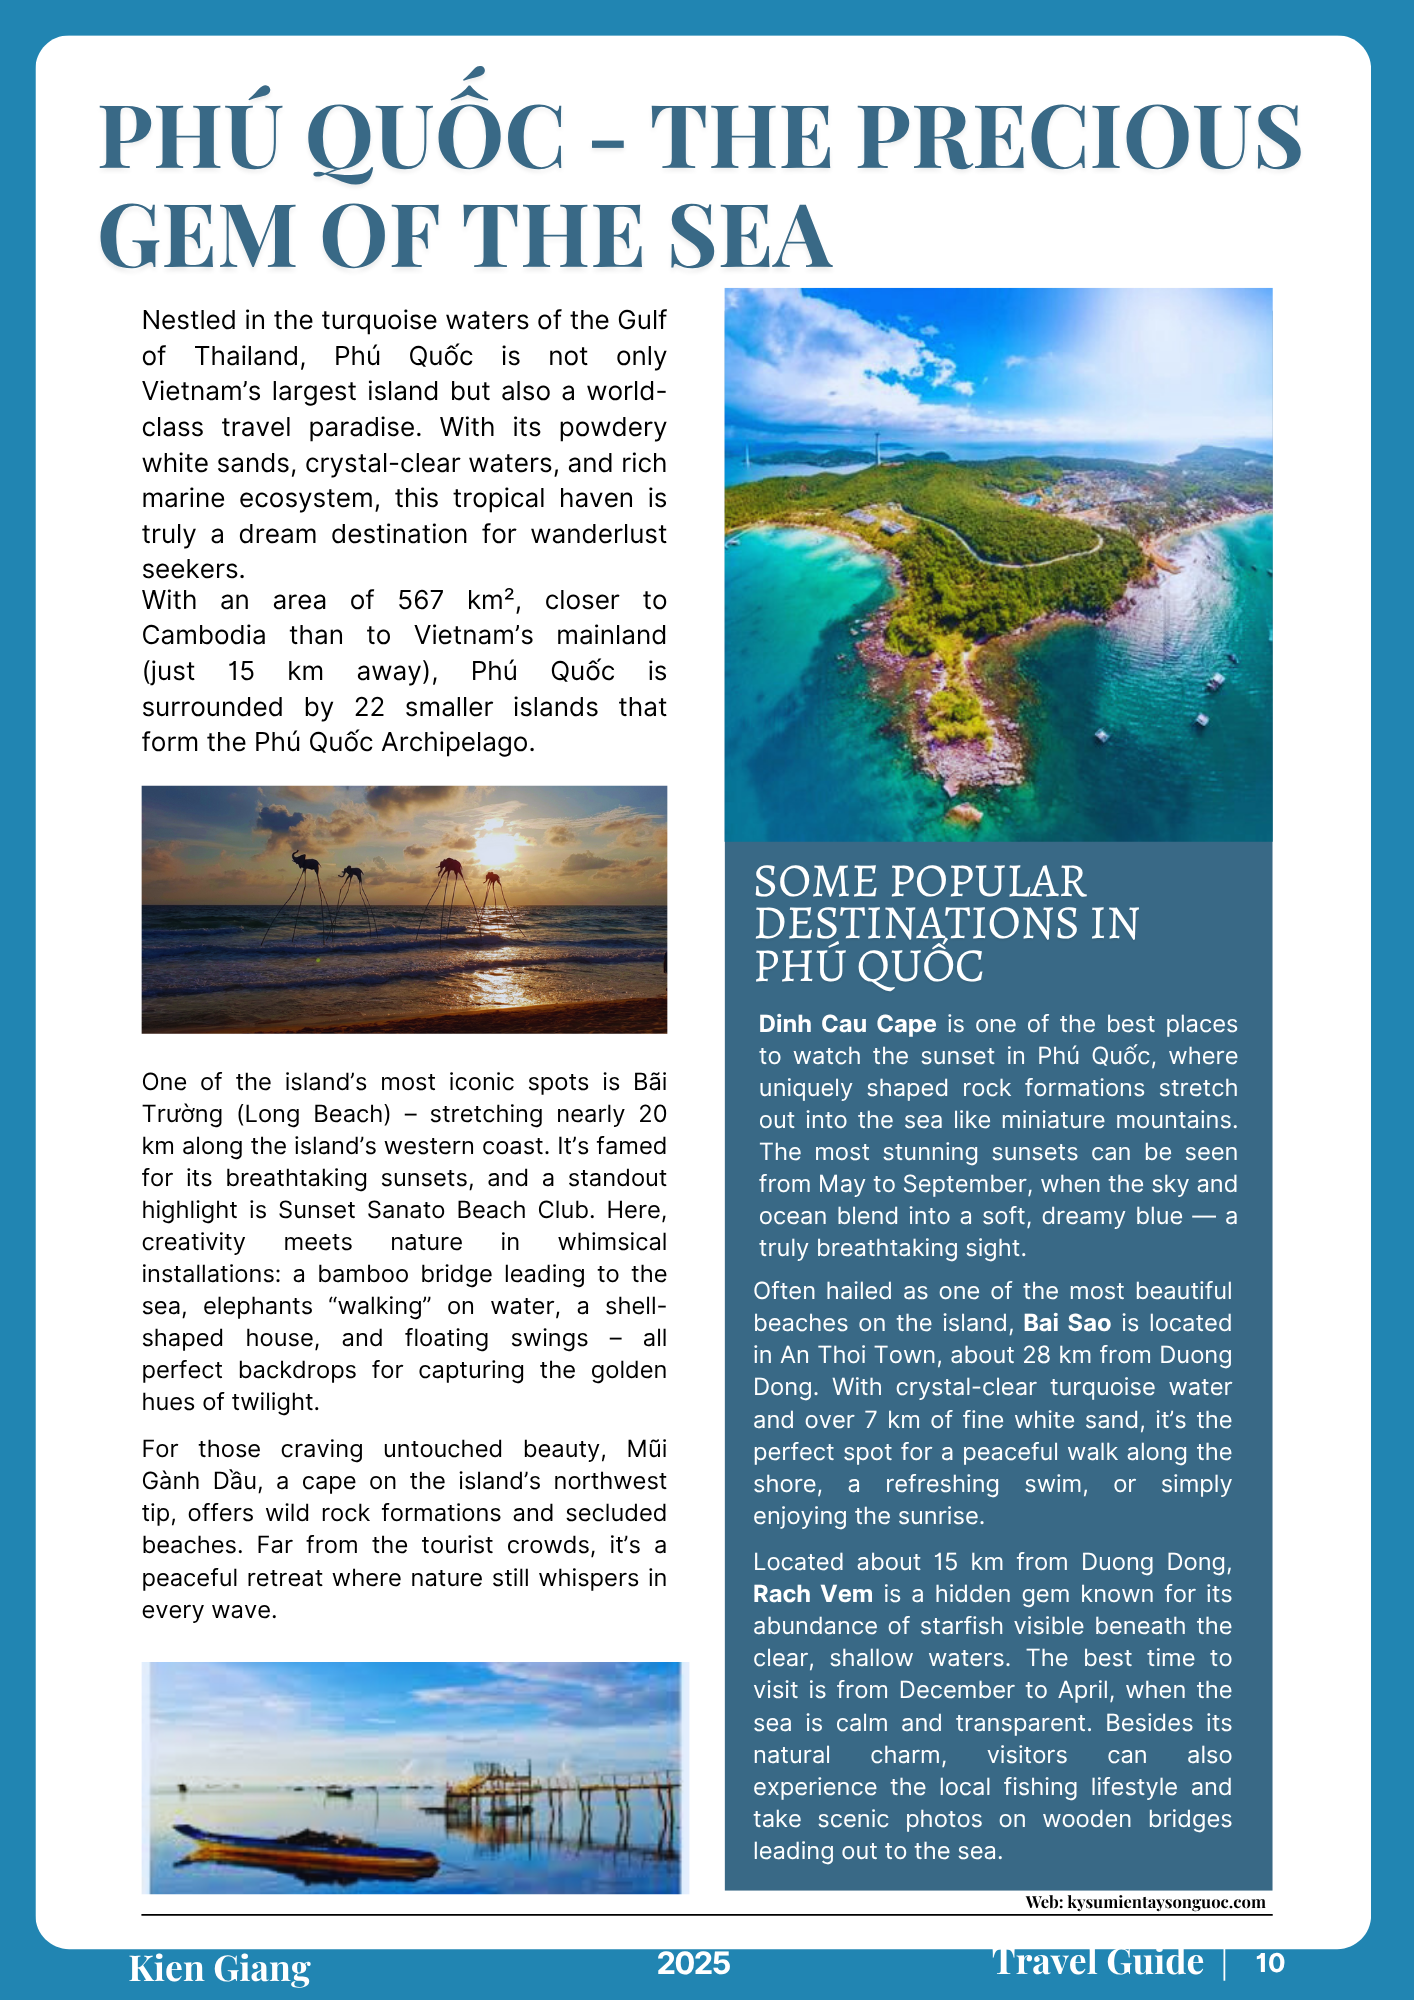 PHÚ QUỐC - THE PRECIOUS
GEM OF THE SEA
Nestled in the turquoise waters of the Gulf
of Thailand, Phú Quốc is not only
Vietnam’s largest island but also a world-
class travel paradise. With its powdery
white sands, crystal-clear waters, and rich
marine ecosystem, this tropical haven is
truly a dream destination for wanderlust
seekers.
With an area of 567 km², closer to
Cambodia than to Vietnam’s mainland
(just 15 km away), Phú Quốc is
surrounded by 22 smaller islands that
form the Phú Quốc Archipelago.
One of the island’s most iconic spots is Bãi
Trường (Long Beach) – stretching nearly 20
km along the island’s western coast. It’s famed
for its breathtaking sunsets, and a standout
highlight is Sunset Sanato Beach Club. Here,
creativity meets nature in whimsical
installations: a bamboo bridge leading to the
sea, elephants “walking” on water, a shell-
shaped house, and floating swings – all
perfect backdrops for capturing the golden
hues of twilight.
For those craving untouched beauty, Mũi
Gành Dầu, a cape on the island’s northwest
tip, offers wild rock formations and secluded
beaches. Far from the tourist crowds, it’s a
peaceful retreat where nature still whispers in
every wave.
SOME POPULAR
DESTINATIONS IN
PHÚ QUỐC
Dinh Cau Cape is one of the best places
to watch the sunset in Phú Quốc, where
uniquely shaped rock formations stretch
out into the sea like miniature mountains.
The most stunning sunsets can be seen
from May to September, when the sky and
ocean blend into a soft, dreamy blue — a
truly breathtaking sight.
Often hailed as one of the most beautiful
beaches on the island, Bai Sao is located
in An Thoi Town, about 28 km from Duong
Dong. With crystal-clear turquoise water
and over 7 km of fine white sand, it’s the
perfect spot for a peaceful walk along the
shore, a refreshing swim, or simply
enjoying the sunrise.
Located about 15 km from Duong Dong,
Rach Vem is a hidden gem known for its
abundance of starfish visible beneath the
clear, shallow waters. The best time to
visit is from December to April, when the
sea is calm and transparent. Besides its
natural charm, visitors can also
experience the local fishing lifestyle and
take scenic photos on wooden bridges
leading out to the sea.
Web: kysumientaysonguoc.com
Kien Giang
2025
Travel Guide | 10